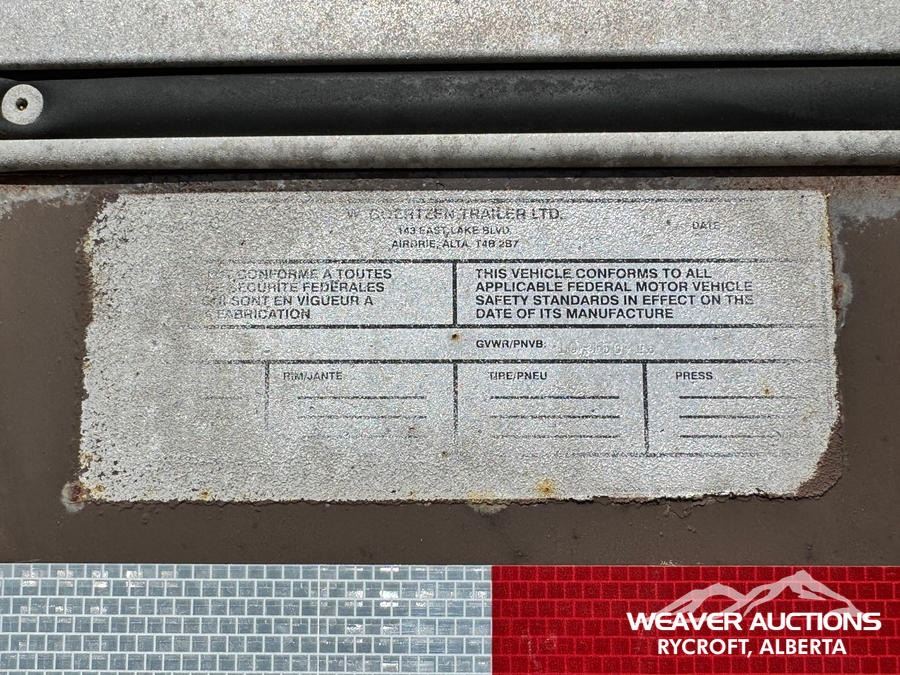 W. GOERTZEN TRAILER LTD.
143 EAST LAKE BLVD.
AIRDRIE, ALTA. T4B 2B7
DATE
CONFORME A TOUTES
SECURITE FEDERALES
SONT EN VIGUEUR A
FABRICATION
THIS VEHICLE CONFORMS TO ALL
APPLICABLE FEDERAL MOTOR VEHICLE
SAFETY STANDARDS IN EFFECT ON THE
DATE OF ITS MANUFACTURE
GVWR/PNVB:
RIM/JANTE
TIRE/PNEU
PRESS
WEAVER AUCTIONS
RYCROFT, ALBERTA